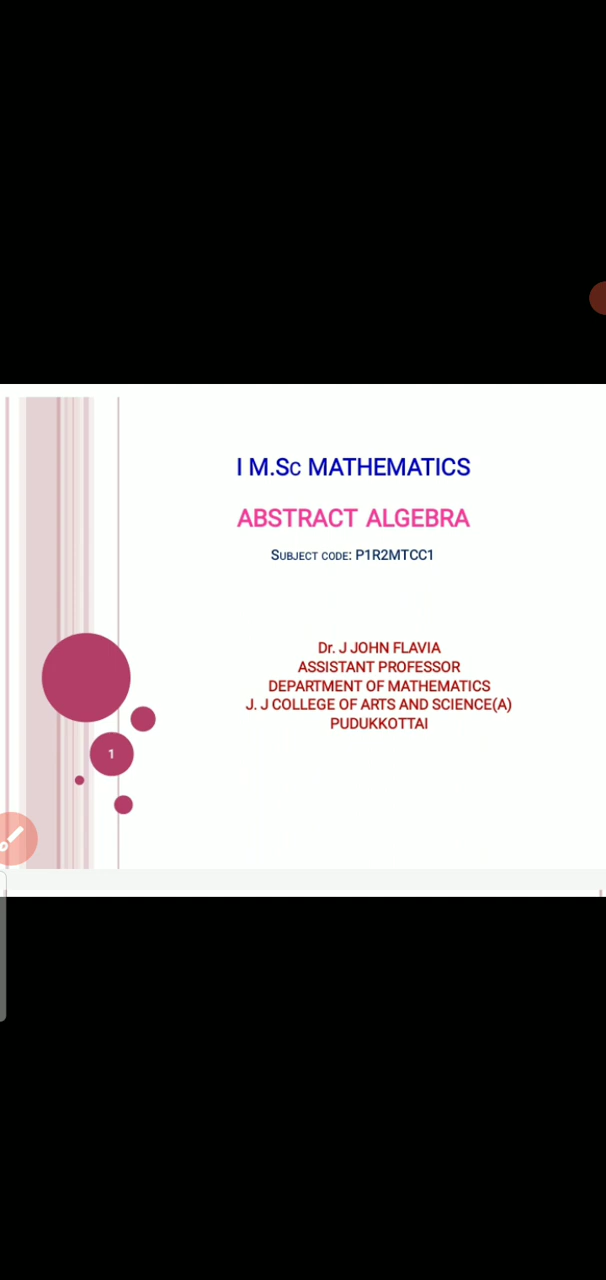 I M.Sc MATHEMATICS
ABSTRACT ALGEBRA
SUBJECT CODE: P1R2MTCC1
Dr. J JOHN FLAVIA
ASSISTANT PROFESSOR
DEPARTMENT OF MATHEMATICS
J. J COLLEGE OF ARTS AND SCIENCE(A)
PUDUKKOTTAI
1